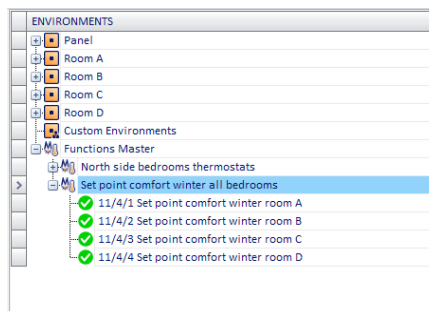 ENVIRONMENTS
Panel
Room A
Room B
Room C
Room D
Custom Environments
Functions Master
North side bedrooms thermostats
Set point comfort winter all bedrooms
11/4/1 Set point comfort winter room A
11/4/2 Set point comfort winter room B
11/4/3 Set point comfort winter room C
11/4/4 Set point comfort winter room D